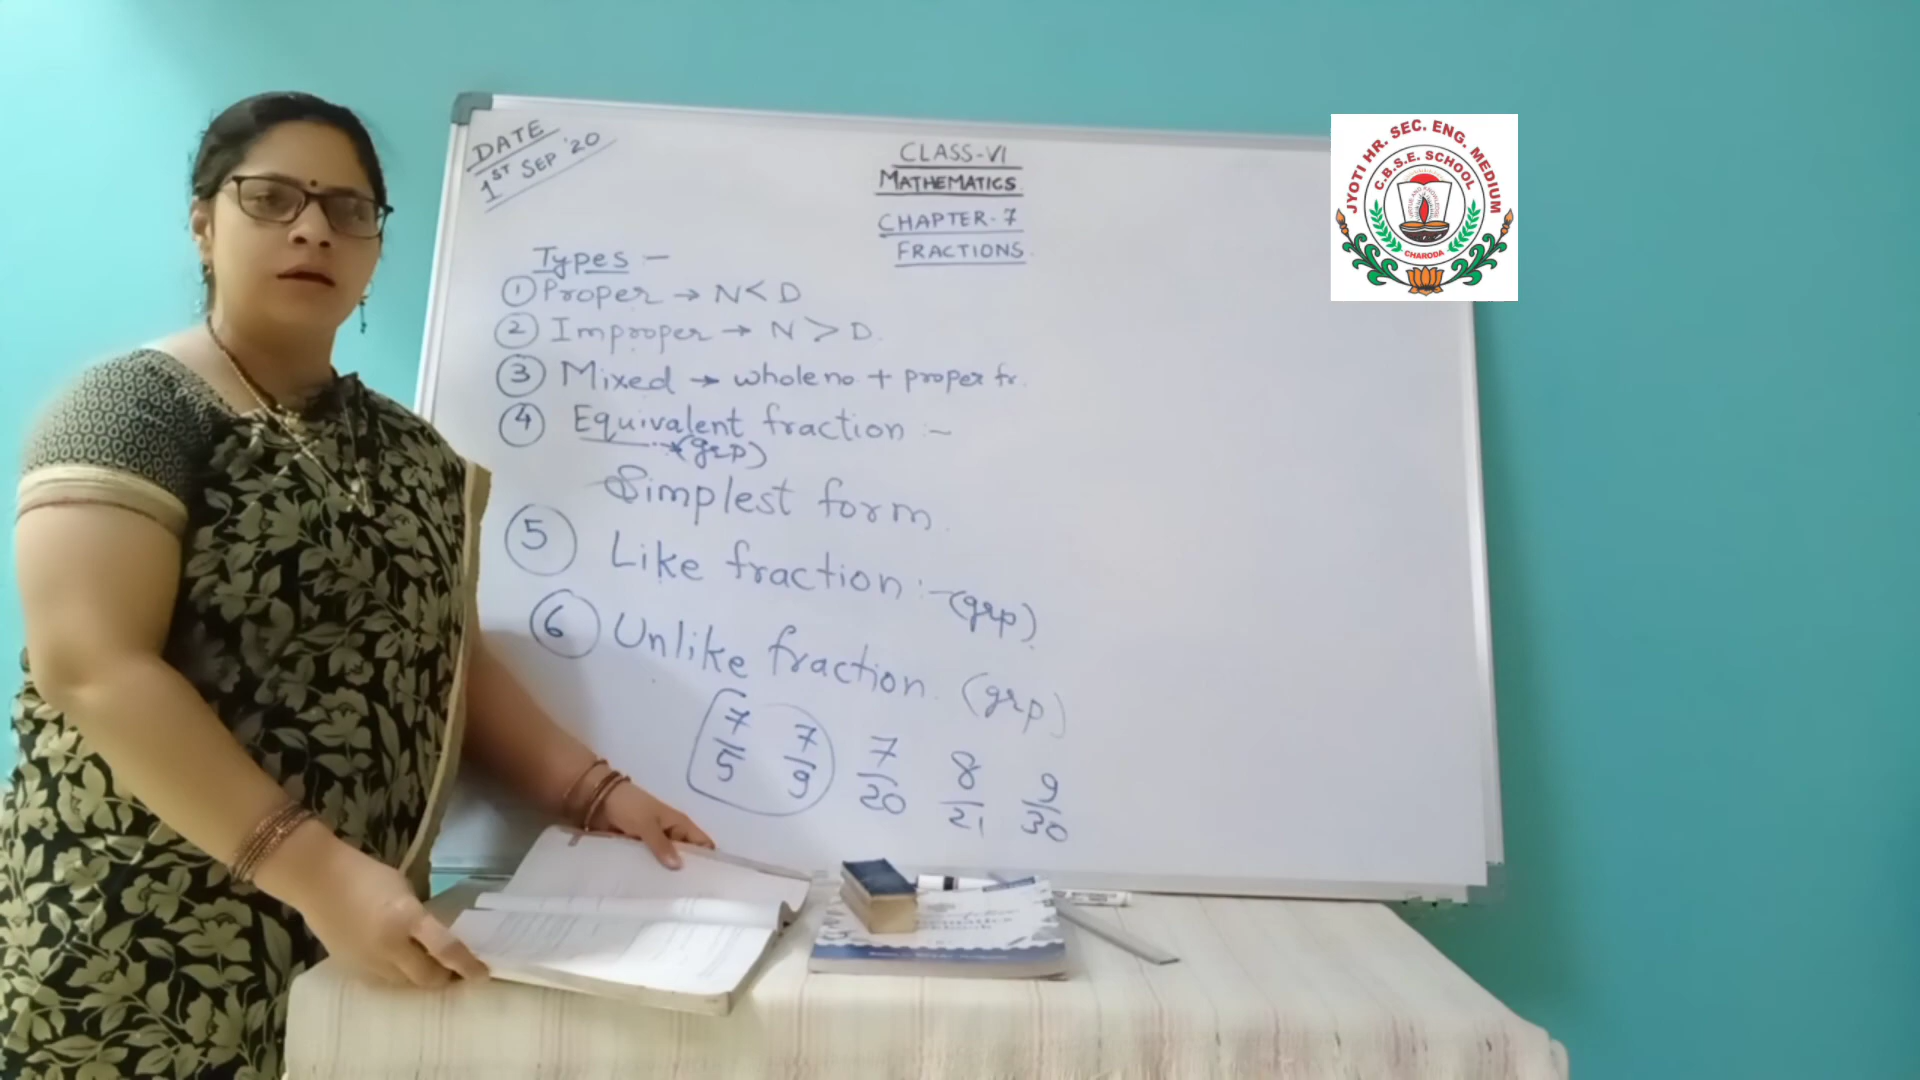 DATE
1ST SEP '20
CLASS-VI
MATHEMATICS
CHAPTER-7
FRACTIONS
Types :-
① Proper → N < D
② Improper → N > D.
③ Mixed → whole no + proper fr.
④ Equivalent fraction :-
→ (grp)
Simplest form.
⑤ Like fraction :- (grp)
⑥ Unlike fraction. (grp)
7/5 7/9 7/20 8/21 9/30
JYOTI HR. SEC. ENG. MEDIUM
C.B.S.E. SCHOOL
CHARODA